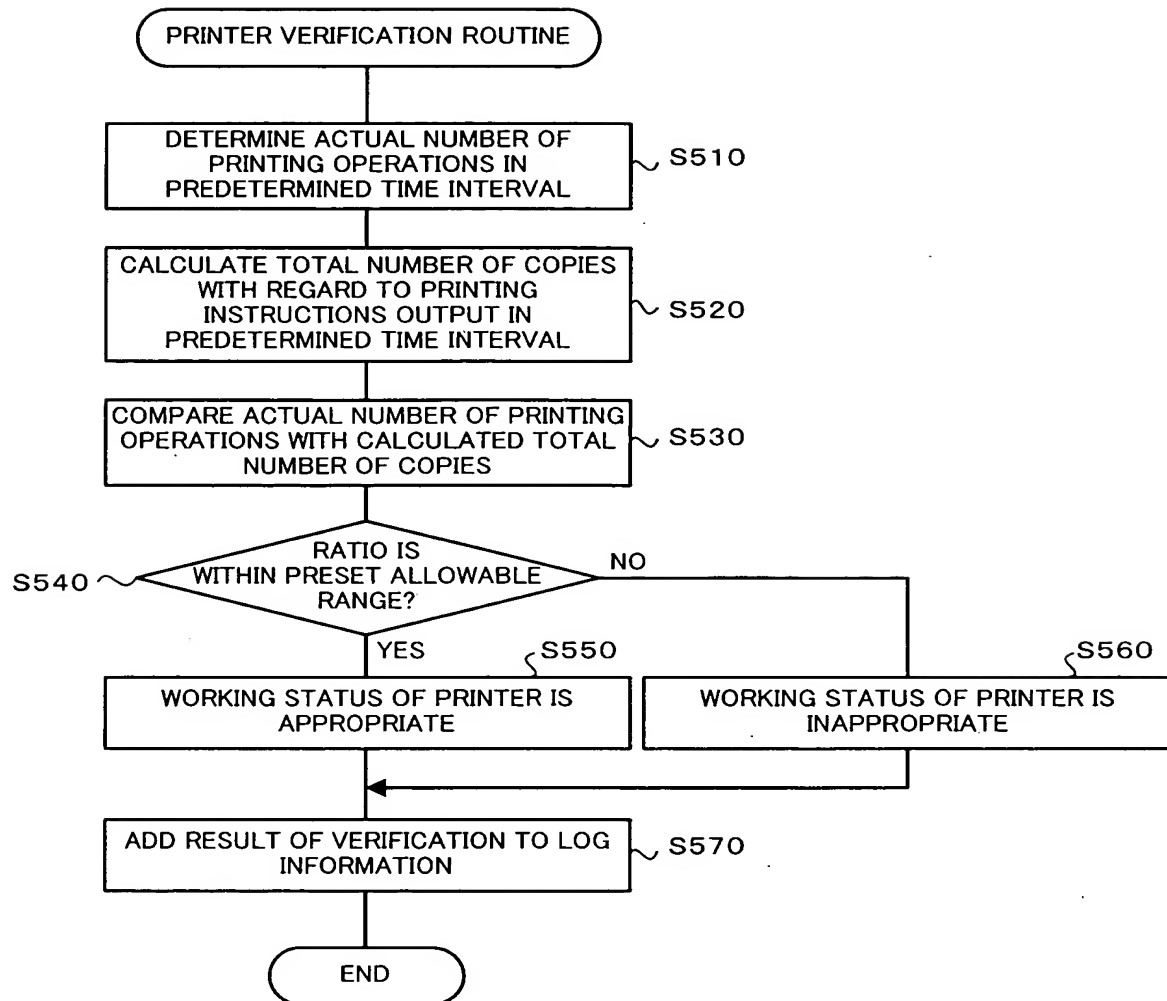 PRINTER VERIFICATION ROUTINE
DETERMINE ACTUAL NUMBER OF
PRINTING OPERATIONS IN
PREDETERMINED TIME INTERVAL
S510
CALCULATE TOTAL NUMBER OF COPIES
WITH REGARD TO PRINTING
INSTRUCTIONS OUTPUT IN
PREDETERMINED TIME INTERVAL
S520
COMPARE ACTUAL NUMBER OF PRINTING
OPERATIONS WITH CALCULATED TOTAL
NUMBER OF COPIES
S530
RATIO IS
WITHIN PRESET ALLOWABLE
RANGE?
S540
NO
YES
S550
WORKING STATUS OF PRINTER IS
APPROPRIATE
S560
WORKING STATUS OF PRINTER IS
INAPPROPRIATE
ADD RESULT OF VERIFICATION TO LOG
INFORMATION
S570
END